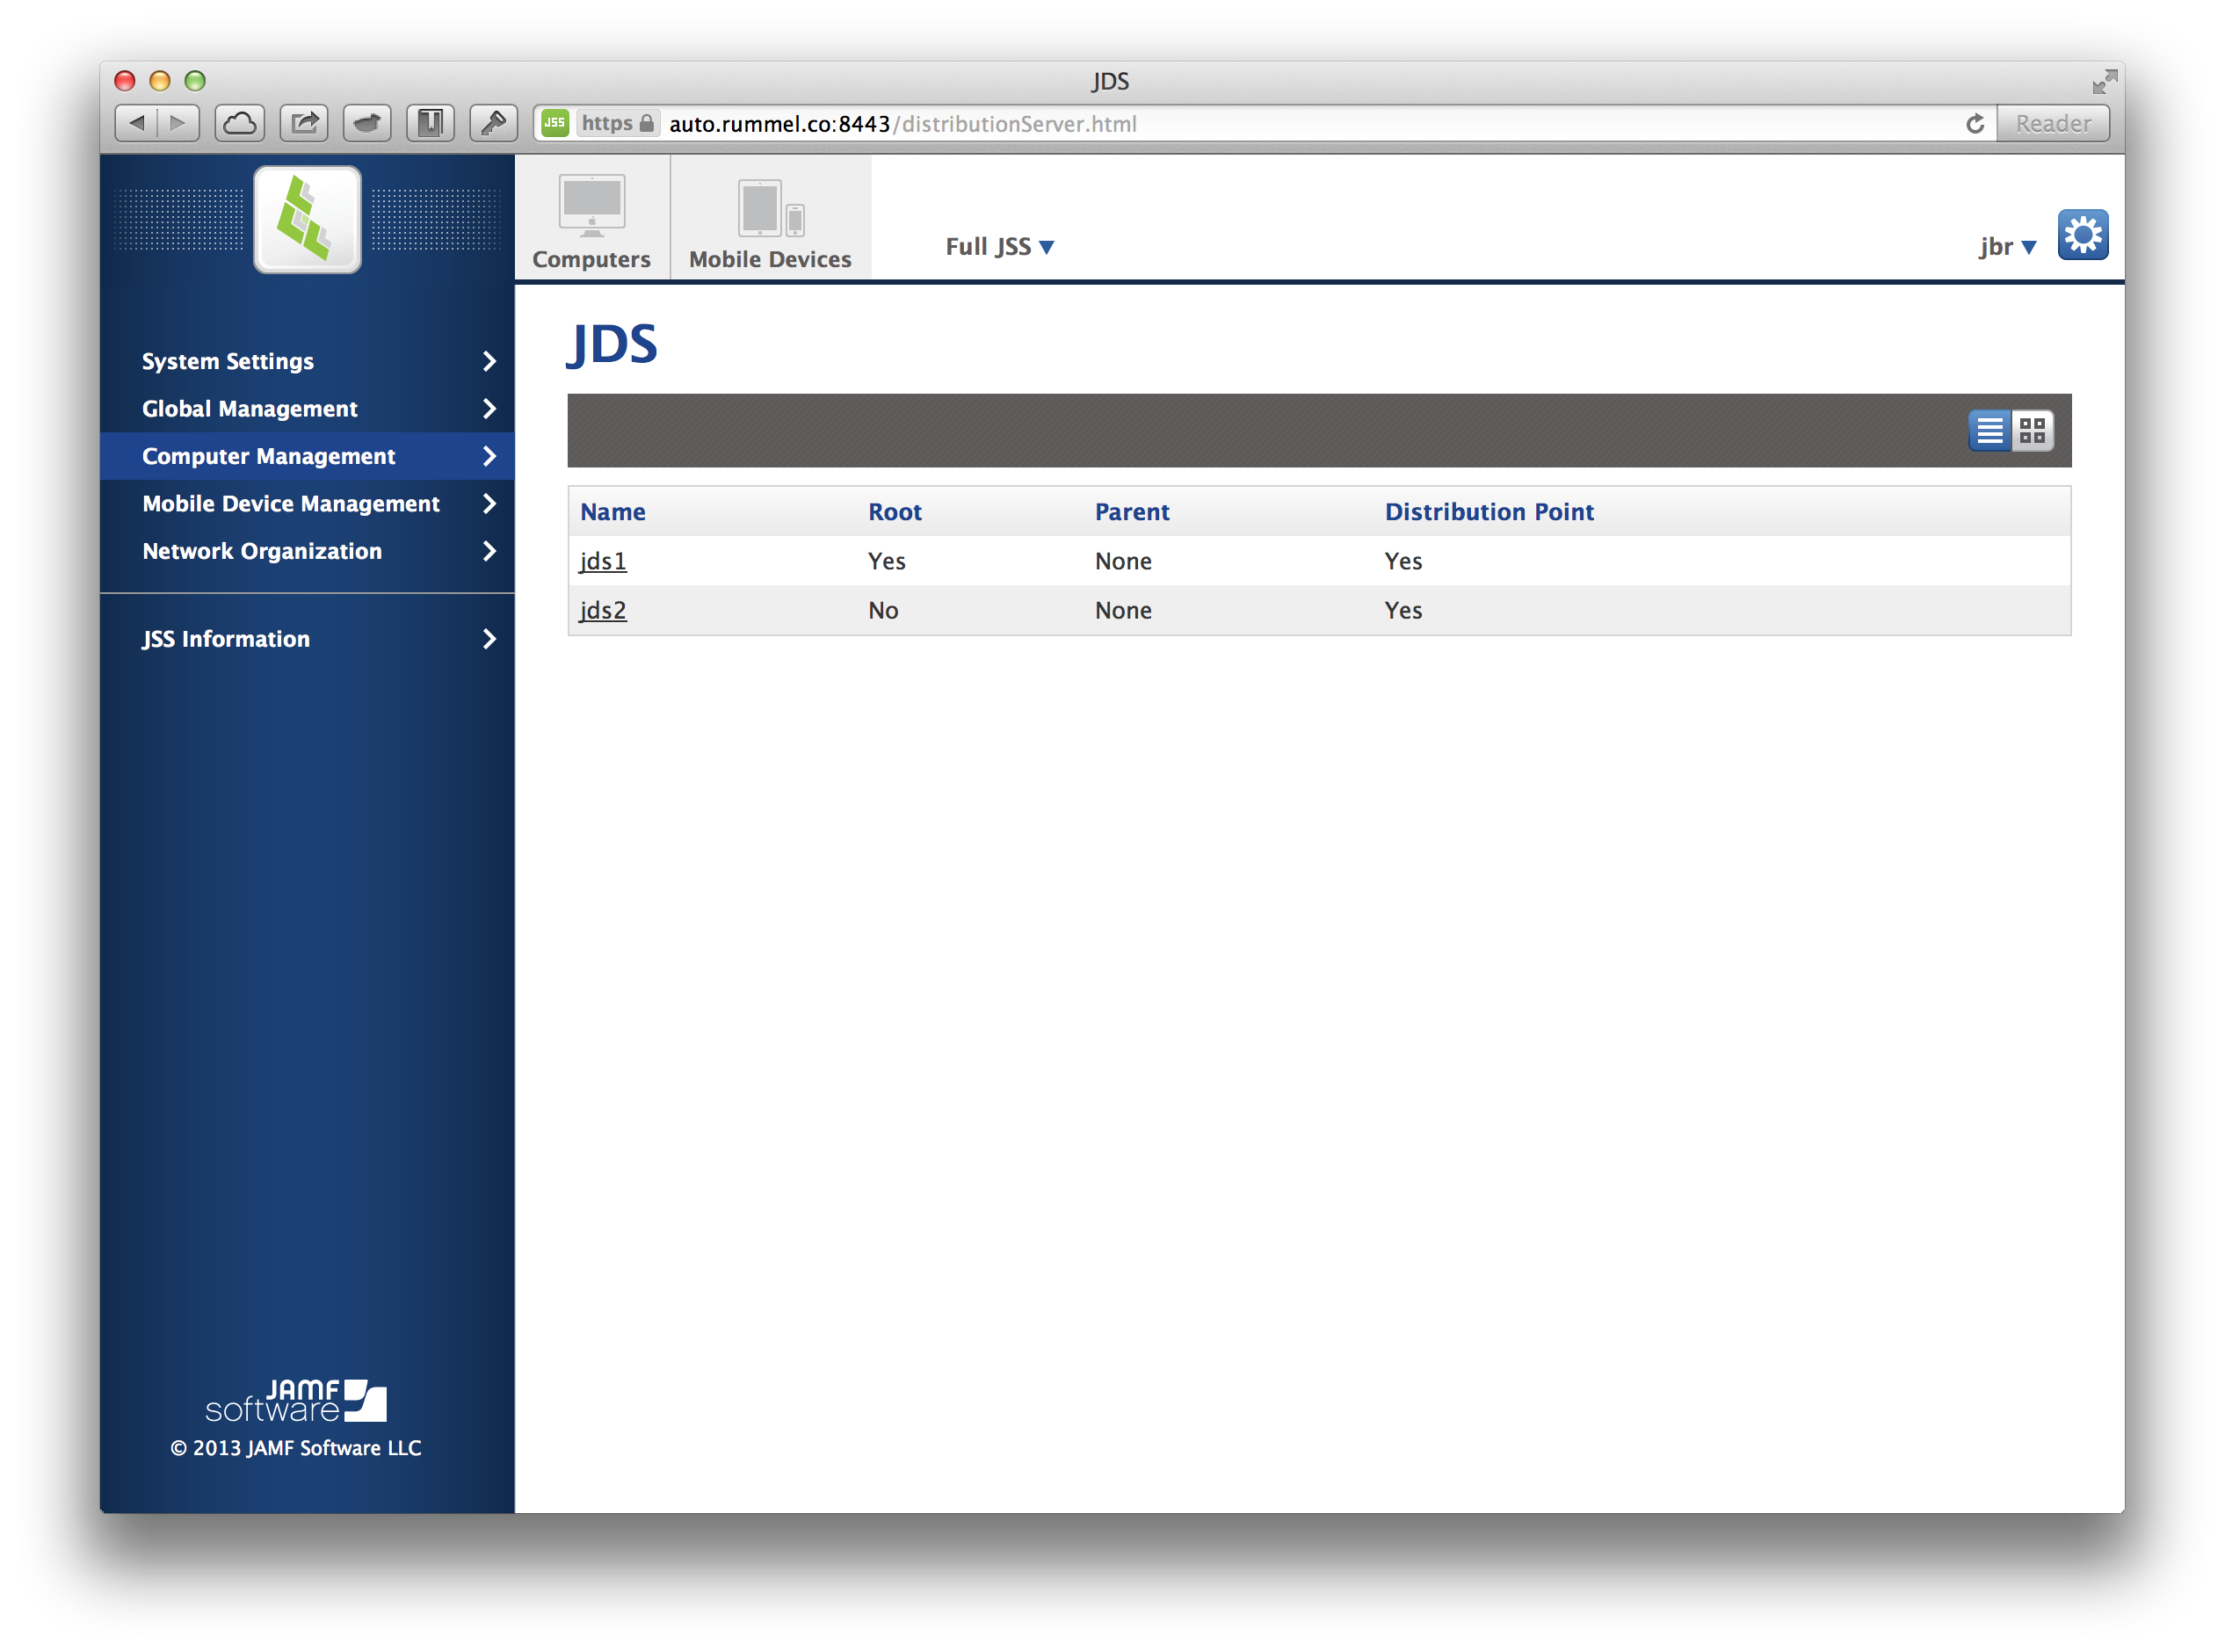 JDS
JSS https auto.rummel.co:8443/distributionServer.html Reader
Computers Mobile Devices Full JSS jbr
System Settings
Global Management
Computer Management
Mobile Device Management
Network Organization
JSS Information
JDS
Name Root Parent Distribution Point
jds1 Yes None Yes
jds2 No None Yes
JAMF
software
© 2013 JAMF Software LLC